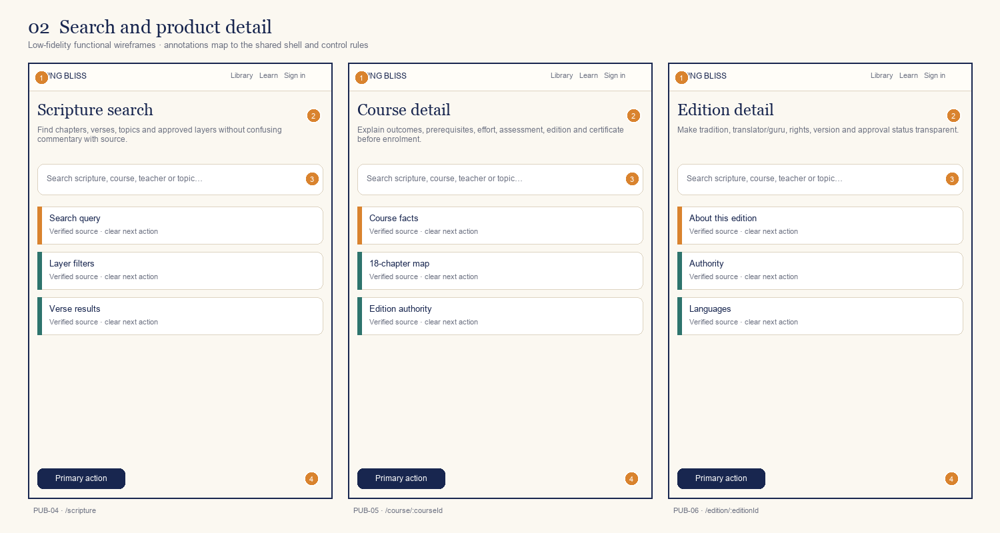 02 Search and product detail
Low-fidelity functional wireframes · annotations map to the shared shell and control rules
1 ING BLISS Library Learn Sign in
Scripture search
2
Find chapters, verses, topics and approved layers without confusing
commentary with source.
Search scripture, course, teacher or topic…
3
Search query
Verified source · clear next action
Layer filters
Verified source · clear next action
Verse results
Verified source · clear next action
Primary action
4
PUB-04 · /scripture
1 ING BLISS Library Learn Sign in
Course detail
2
Explain outcomes, prerequisites, effort, assessment, edition and certificate
before enrolment.
Search scripture, course, teacher or topic…
3
Course facts
Verified source · clear next action
18-chapter map
Verified source · clear next action
Edition authority
Verified source · clear next action
Primary action
4
PUB-05 · /course/:courseId
1 ING BLISS Library Learn Sign in
Edition detail
2
Make tradition, translator/guru, rights, version and approval status transparent.
Search scripture, course, teacher or topic…
3
About this edition
Verified source · clear next action
Authority
Verified source · clear next action
Languages
Verified source · clear next action
Primary action
4
PUB-06 · /edition/:editionId